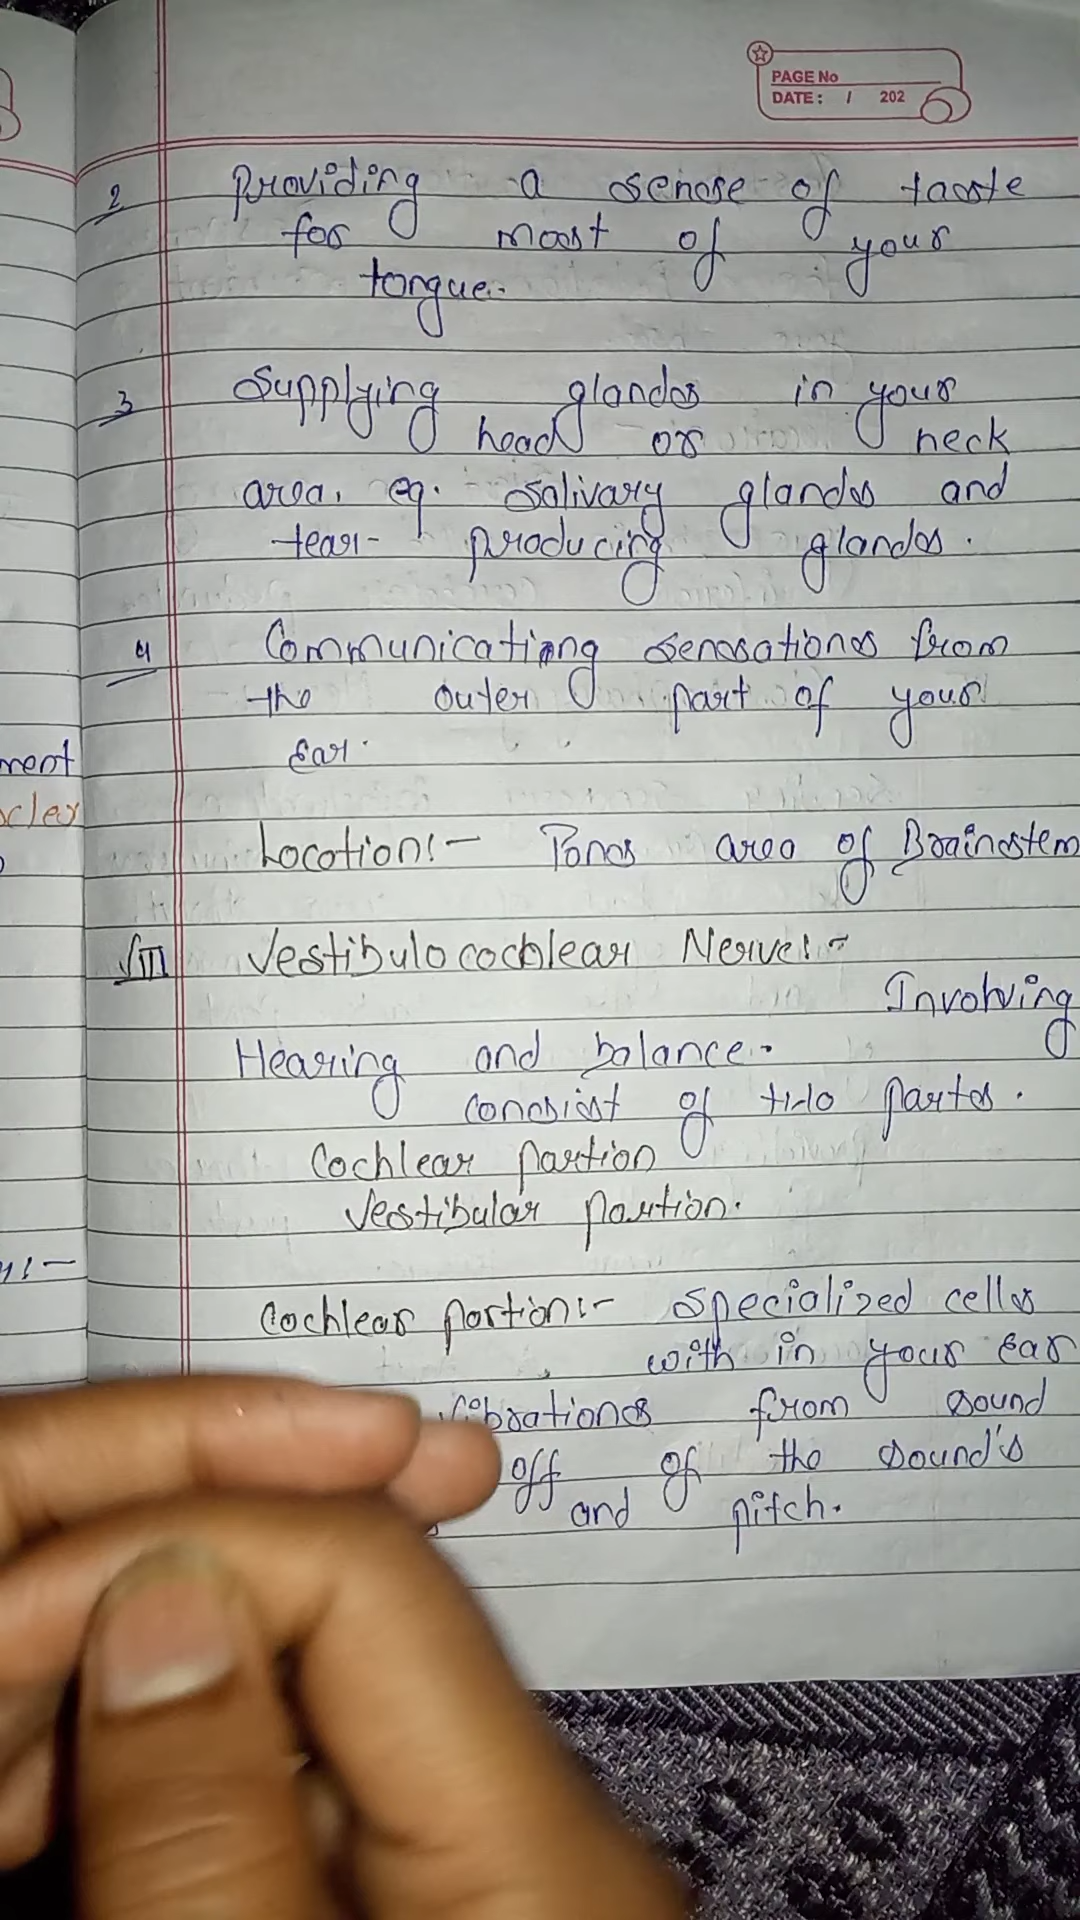 PAGE No
DATE: / 202
2 Providing a sense of taste
for most of your
tongue.
3 Supplying glands in your
head or neck
area, eg. salivary glands and
tear- producing glands.
4 Communicating sensations from
the outer part of your
Ear.
Location:- Pons area of Brainstem
VIII Vestibulocochlear Nerve:-
Involving
Hearing and balance.
consist of two parts.
Cochlear partion
Vestibular partion.
Cochlear portion:- Specialized cells
with in your ear
vibrations from sound
off of the sound's
and pitch.
ment